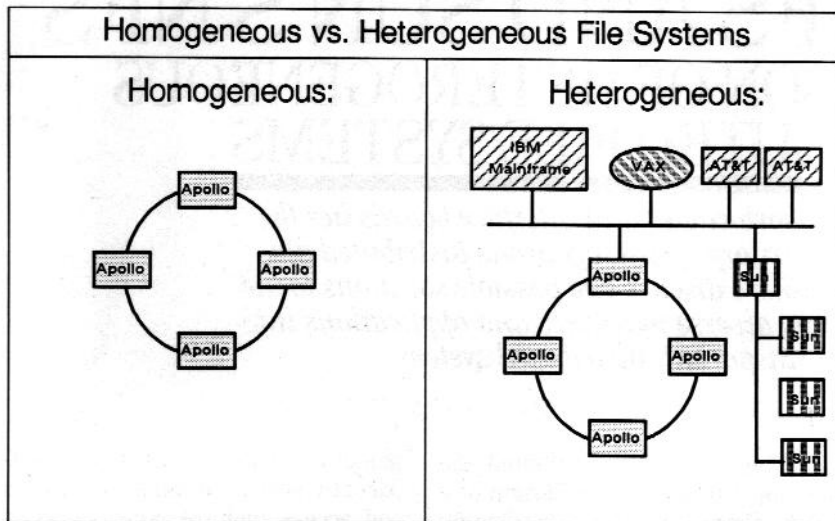 Homogeneous vs. Heterogeneous File Systems
Homogeneous:
Apollo
Apollo
Apollo
Apollo
Heterogeneous:
IBM
Mainframe
VAX
AT&T
AT&T
Apollo
Sun
Apollo
Apollo
Sun
Sun
Apollo
Sun